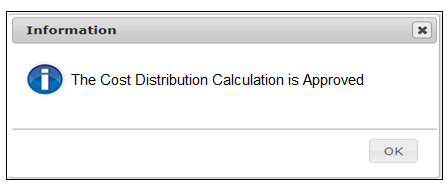 Information
The Cost Distribution Calculation is Approved
OK